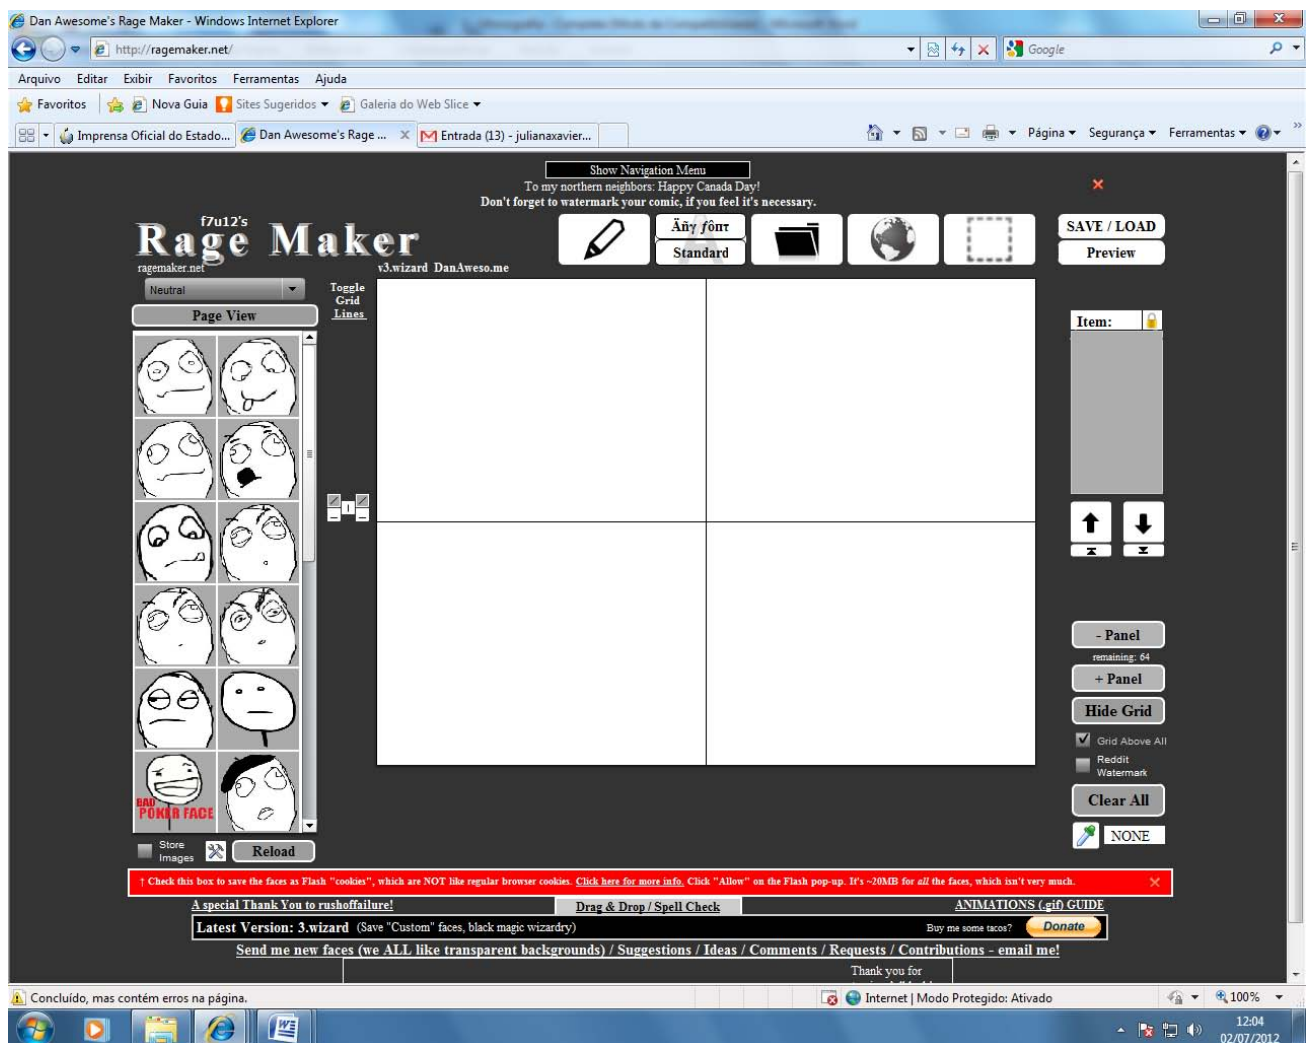 Dan Awesome's Rage Maker - Windows Internet Explorer
http://ragemaker.net/
Google
Arquivo Editar Exibir Favoritos Ferramentas Ajuda
Favoritos Nova Guia Sites Sugeridos Galeria do Web Slice
Imprensa Oficial do Estado... Dan Awesome's Rage ... X Entrada (13) - julianaxavier... Página Segurança Ferramentas
Show Navigation Menu
To my northern neighbors: Happy Canada Day!
Don't forget to watermark your comic, if you feel it's necessary.
f7u12's
Rage Maker
ragemaker.net
v3.wizard DanAweso.me
Äñy ƒônт
Standard
SAVE / LOAD
Preview
Neutral
Page View
Toggle
Grid
Lines
Item:
BAD
POKER FACE
- Panel
remaining: 64
+ Panel
Hide Grid
Grid Above All
Reddit
Watermark
Clear All
NONE
Store
Images
Reload
† Check this box to save the faces as Flash "cookies", which are NOT like regular browser cookies. Click here for more info. Click "Allow" on the Flash pop-up. It's ~20MB for all the faces, which isn't very much.
A special Thank You to rushoffailure!
Drag & Drop / Spell Check
ANIMATIONS (.gif) GUIDE
Latest Version: 3.wizard (Save "Custom" faces, black magic wizardry)
Buy me some tacos? Donate
Send me new faces (we ALL like transparent backgrounds) / Suggestions / Ideas / Comments / Requests / Contributions - email me!
Thank you for
Concluído, mas contém erros na página.
Internet | Modo Protegido: Ativado
100%
12:04
02/07/2012